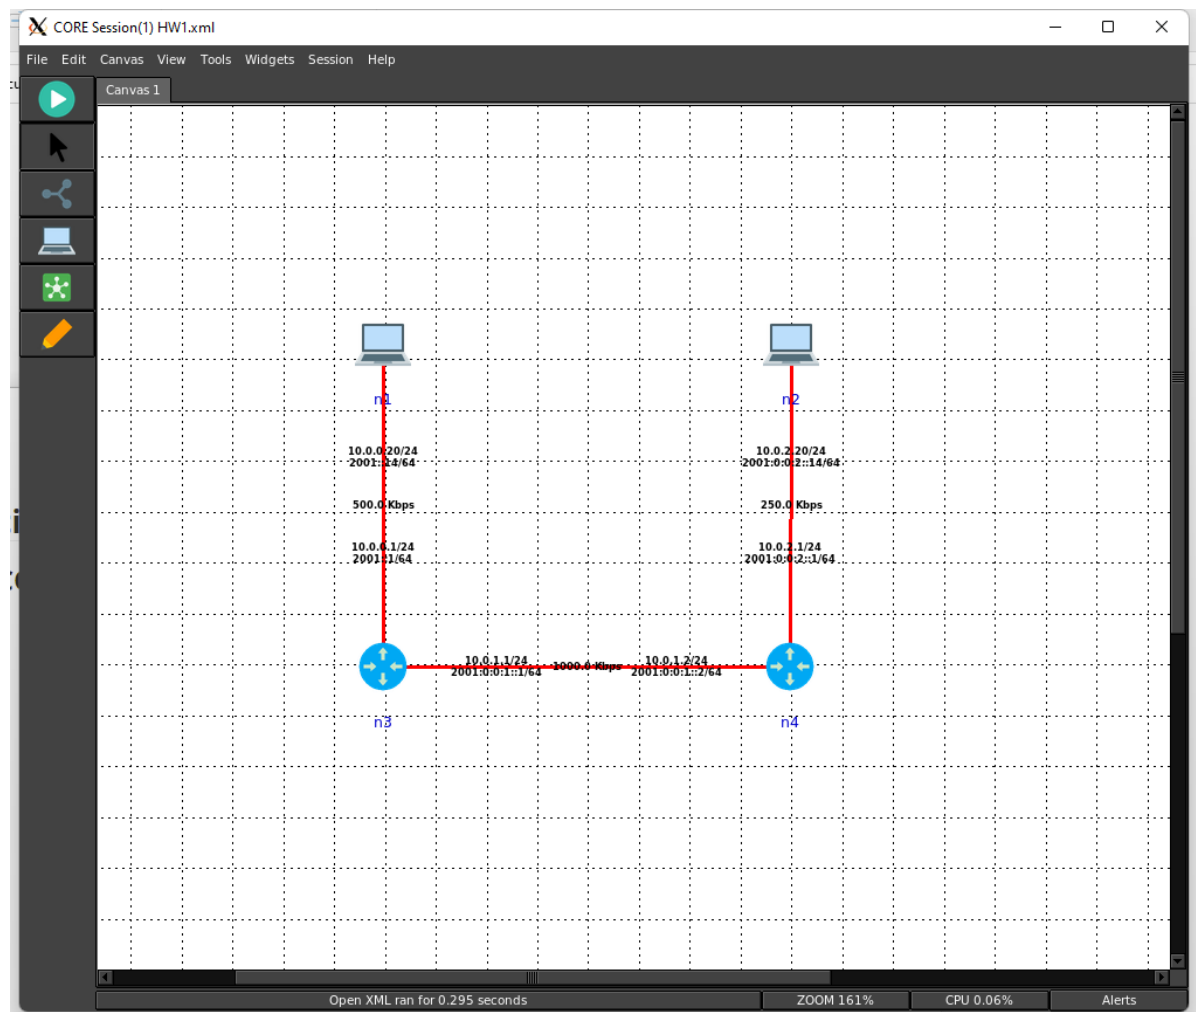 CORE Session(1) HW1.xml
File Edit Canvas View Tools Widgets Session Help
Canvas 1
n1
n2
10.0.0.20/24
2001::14/64
10.0.2.20/24
2001:0:0:2::14/64
500.0 Kbps
250.0 Kbps
10.0.0.1/24
2001::1/64
10.0.2.1/24
2001:0:0:2::1/64
10.0.1.1/24
2001:0:0:1::1/64
1000.0 Kbps
10.0.1.2/24
2001:0:0:1::2/64
n3
n4
Open XML ran for 0.295 seconds
ZOOM 161%
CPU 0.06%
Alerts